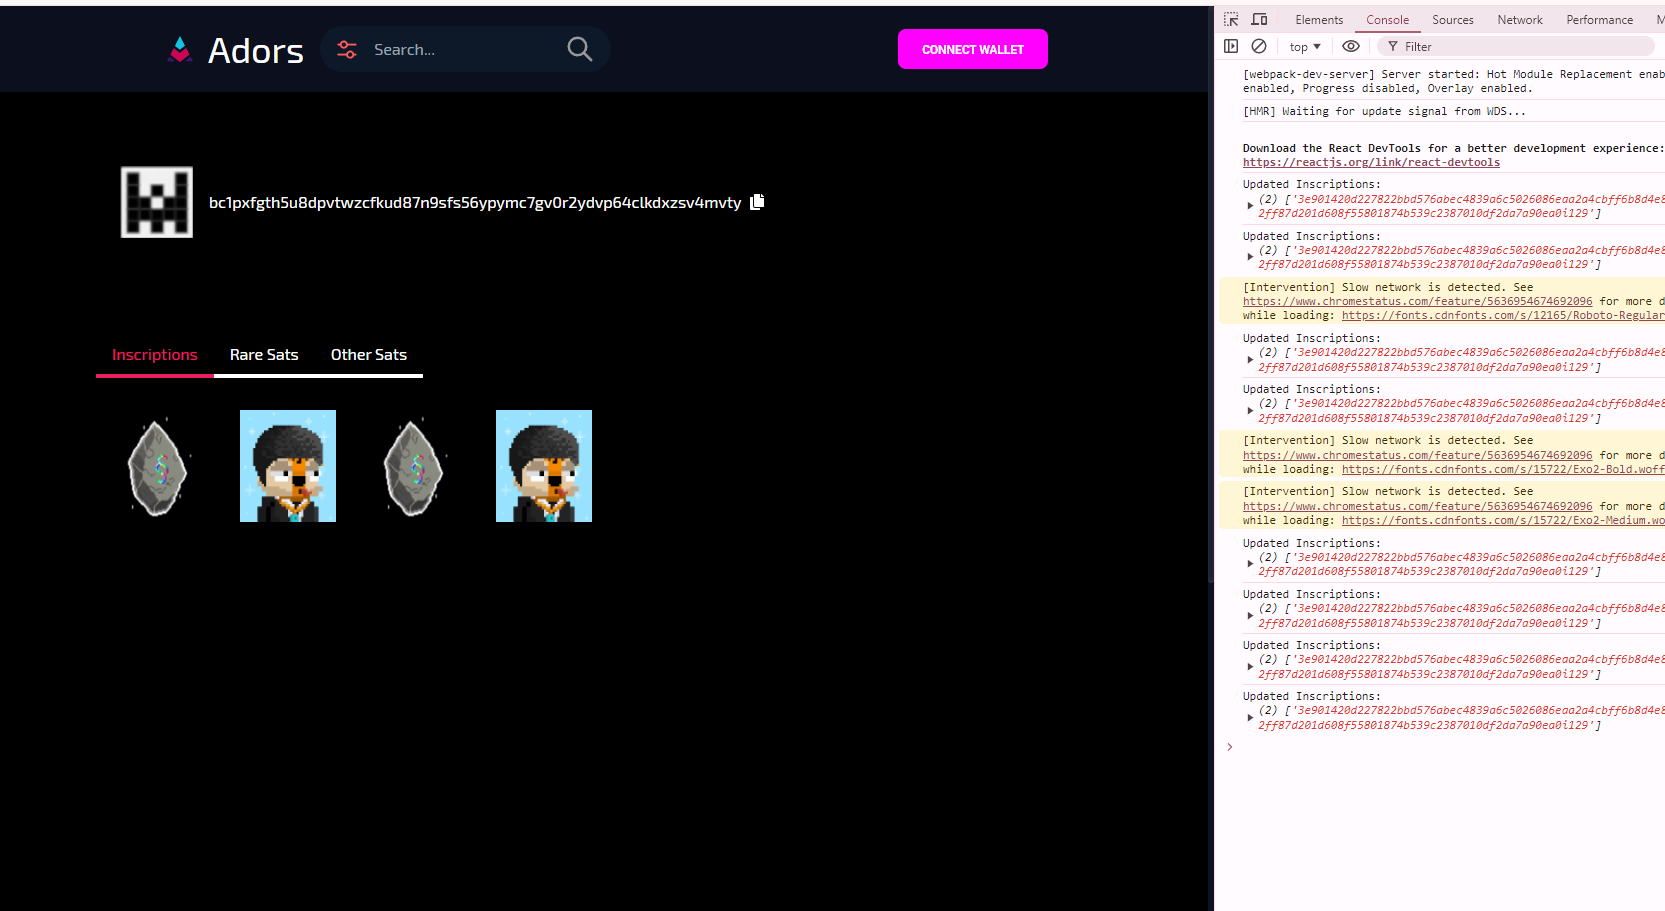 Adors
Search...
CONNECT WALLET
bc1pxfgth5u8dpvtwzcfkud87n9sfs56ypymc7gv0r2ydvp64clkdxzsv4mvty
Inscriptions Rare Sats Other Sats
Elements Console Sources Network Performance M
top Filter
[webpack-dev-server] Server started: Hot Module Replacement enab
enabled, Progress disabled, Overlay enabled.
[HMR] Waiting for update signal from WDS...
Download the React DevTools for a better development experience:
https://reactjs.org/link/react-devtools
Updated Inscriptions:
(2) ['3e901420d227822bbd576abec4839a6c5026086eaa2a4cbff6b8d4e8
2ff87d201d608f55801874b539c2387010df2da7a90ea0i129']
Updated Inscriptions:
(2) ['3e901420d227822bbd576abec4839a6c5026086eaa2a4cbff6b8d4e8
2ff87d201d608f55801874b539c2387010df2da7a90ea0i129']
[Intervention] Slow network is detected. See
https://www.chromestatus.com/feature/5636954674692096 for more d
while loading: https://fonts.cdnfonts.com/s/12165/Roboto-Regular
Updated Inscriptions:
(2) ['3e901420d227822bbd576abec4839a6c5026086eaa2a4cbff6b8d4e8
2ff87d201d608f55801874b539c2387010df2da7a90ea0i129']
Updated Inscriptions:
(2) ['3e901420d227822bbd576abec4839a6c5026086eaa2a4cbff6b8d4e8
2ff87d201d608f55801874b539c2387010df2da7a90ea0i129']
[Intervention] Slow network is detected. See
https://www.chromestatus.com/feature/5636954674692096 for more d
while loading: https://fonts.cdnfonts.com/s/15722/Exo2-Bold.woff
[Intervention] Slow network is detected. See
https://www.chromestatus.com/feature/5636954674692096 for more d
while loading: https://fonts.cdnfonts.com/s/15722/Exo2-Medium.wo
Updated Inscriptions:
(2) ['3e901420d227822bbd576abec4839a6c5026086eaa2a4cbff6b8d4e8
2ff87d201d608f55801874b539c2387010df2da7a90ea0i129']
Updated Inscriptions:
(2) ['3e901420d227822bbd576abec4839a6c5026086eaa2a4cbff6b8d4e8
2ff87d201d608f55801874b539c2387010df2da7a90ea0i129']
Updated Inscriptions:
(2) ['3e901420d227822bbd576abec4839a6c5026086eaa2a4cbff6b8d4e8
2ff87d201d608f55801874b539c2387010df2da7a90ea0i129']
Updated Inscriptions:
(2) ['3e901420d227822bbd576abec4839a6c5026086eaa2a4cbff6b8d4e8
2ff87d201d608f55801874b539c2387010df2da7a90ea0i129']